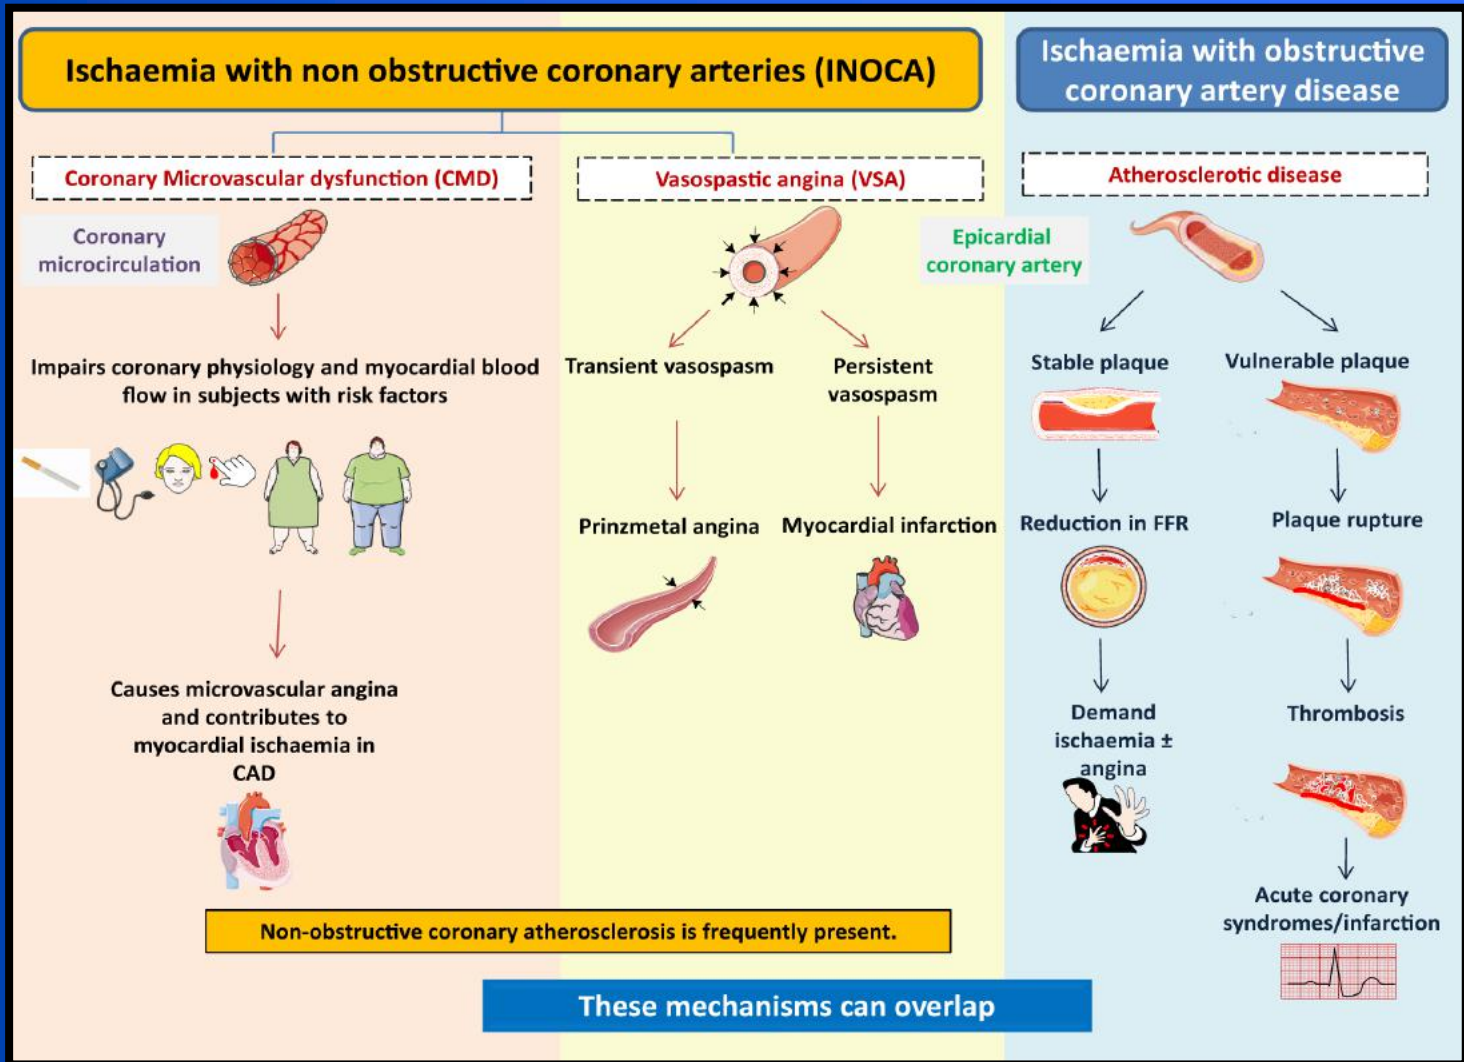 Ischaemia with non obstructive coronary arteries (INOCA)
Ischaemia with obstructive
coronary artery disease
Coronary Microvascular dysfunction (CMD)
Coronary
microcirculation
Impairs coronary physiology and myocardial blood
flow in subjects with risk factors
Causes microvascular angina
and contributes to
myocardial ischaemia in
CAD
Vasospastic angina (VSA)
Epicardial
coronary artery
Transient vasospasm
Persistent
vasospasm
Prinzmetal angina
Myocardial infarction
Atherosclerotic disease
Stable plaque
Vulnerable plaque
Reduction in FFR
Plaque rupture
Demand
ischaemia ±
angina
Thrombosis
Acute coronary
syndromes/infarction
Non-obstructive coronary atherosclerosis is frequently present.
These mechanisms can overlap